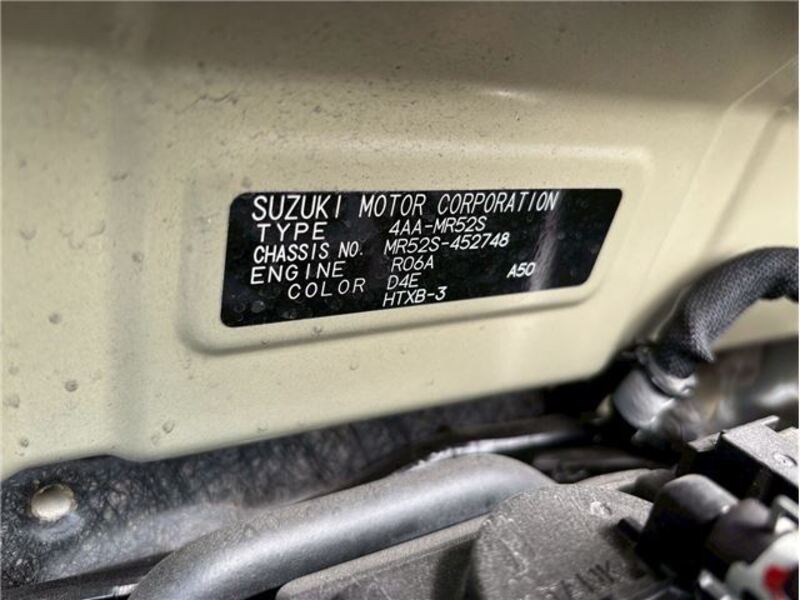 SUZUKI MOTOR CORPORATION
TYPE 4AA-MR52S
CHASSIS NO. MR52S-452748
ENGINE R06A
COLOR D4E A50
HTXB-3